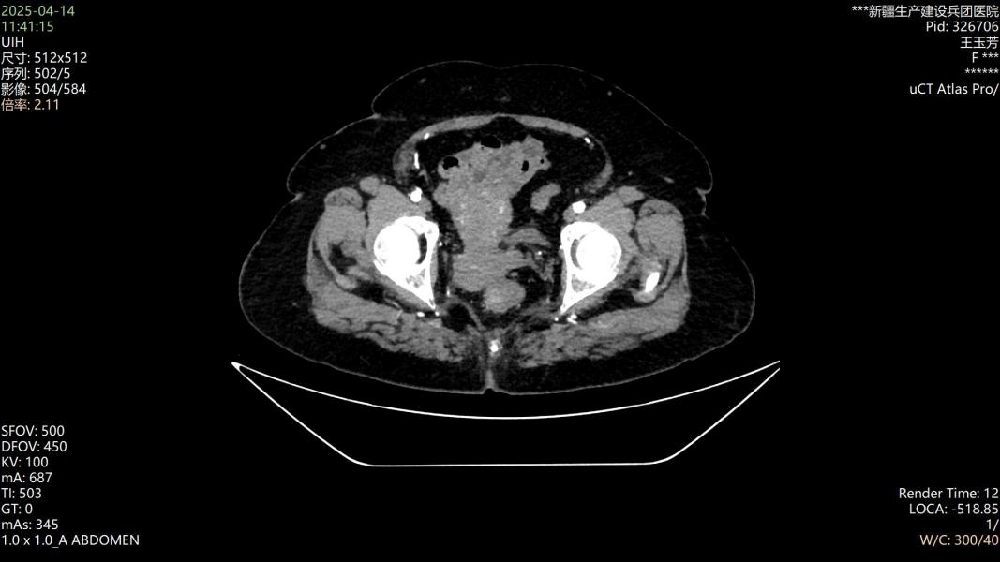 2025-04-14
11:41:15
UIH
尺寸: 512x512
序列: 502/5
影像: 504/584
倍率: 2.11
***新疆生产建设兵团医院
Pid: 326706
王玉芳
F ***
******
uCT Atlas Pro/
SFOV: 500
DFOV: 450
KV: 100
mA: 687
TI: 503
GT: 0
mAs: 345
1.0 x 1.0_A ABDOMEN
Render Time: 12
LOCA: -518.85
1/
W/C: 300/40